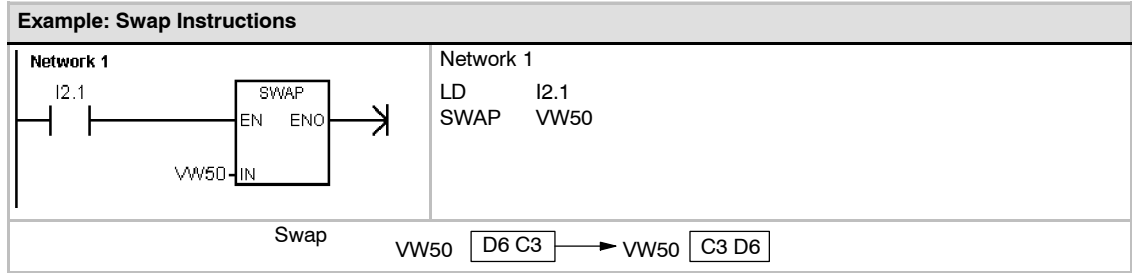 Example: Swap Instructions
Network 1
I2.1
SWAP
EN ENO
VW50 IN
Network 1
LD I2.1
SWAP VW50
Swap VW50 D6 C3 VW50 C3 D6